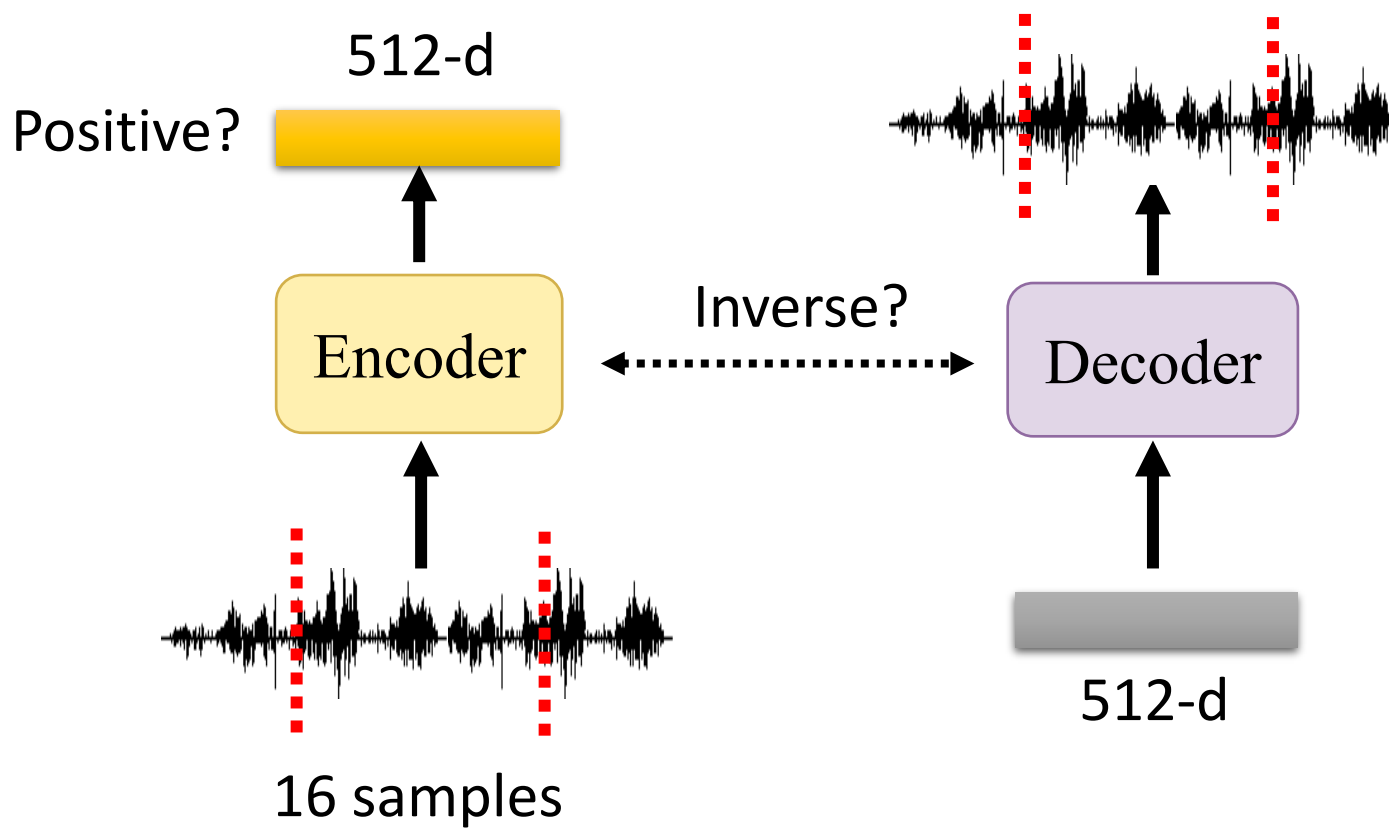 512-d
Positive?
Encoder
16 samples
Inverse?
Decoder
512-d